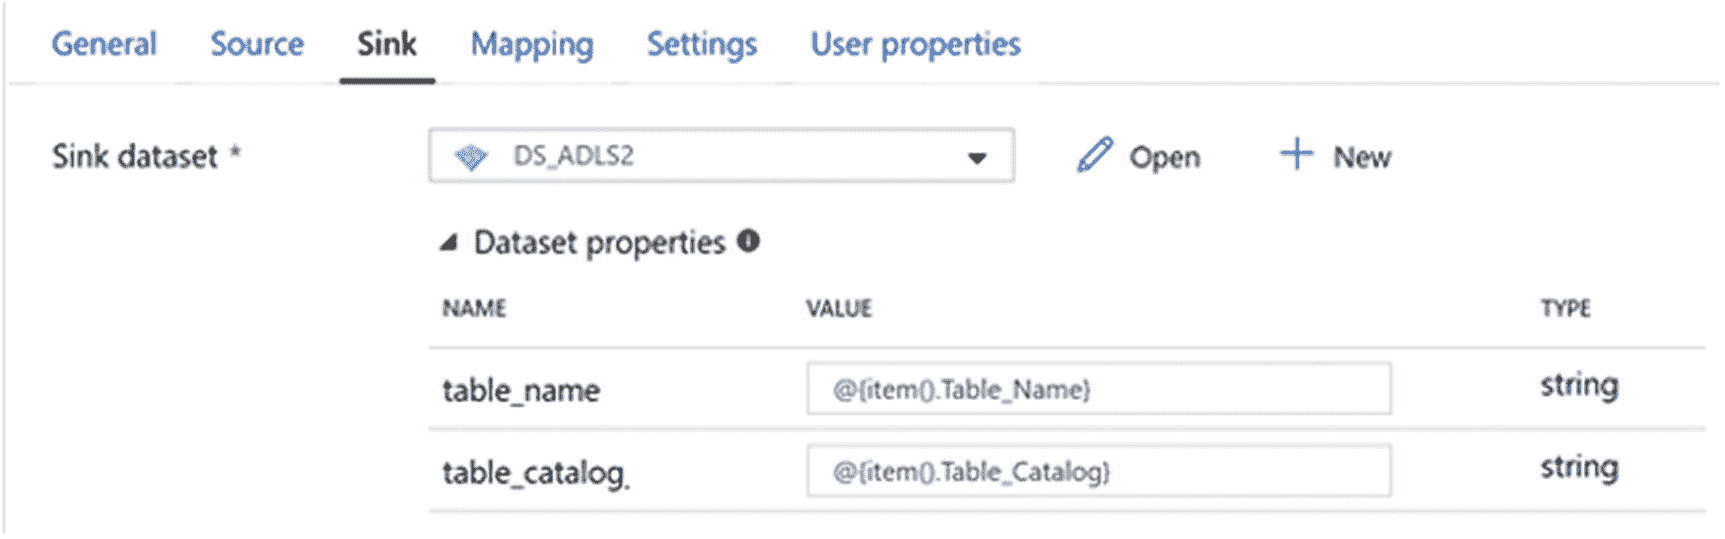 General Source Sink Mapping Settings User properties
Sink dataset * DS_ADLS2 Open New
Dataset properties
NAME VALUE TYPE
table_name @{item().Table_Name} string
table_catalog. @{item().Table_Catalog} string